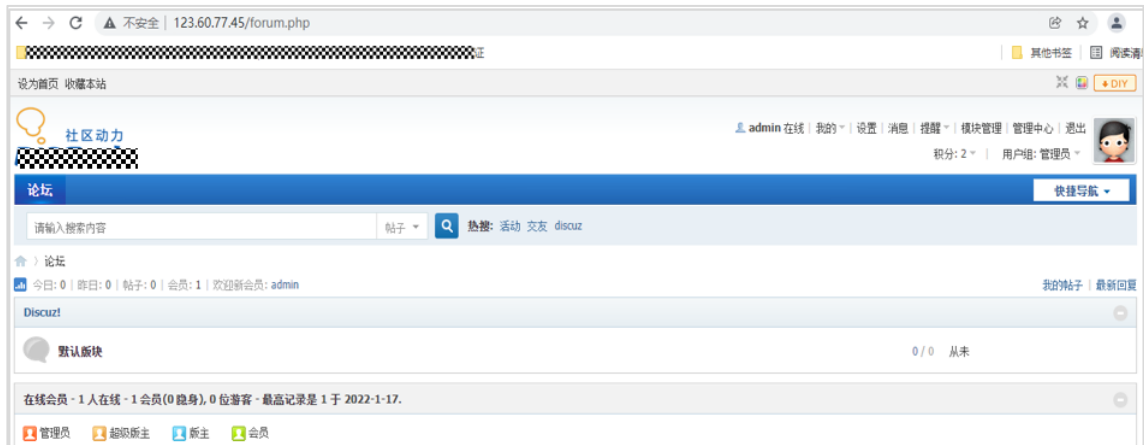 不安全 | 123.60.77.45/forum.php
证 其他书签 阅读清
设为首页 收藏本站 DIY
社区动力
admin 在线 | 我的 | 设置 | 消息 | 提醒 | 模块管理 | 管理中心 | 退出
积分: 2 | 用户组: 管理员
论坛 快捷导航
请输入搜索内容 帖子 热搜: 活动 交友 discuz
论坛
今日: 0 | 昨日: 0 | 帖子: 0 | 会员: 1 | 欢迎新会员: admin 我的帖子 | 最新回复
Discuz!
默认版块 0 / 0 从未
在线会员 - 1 人在线 - 1 会员(0 隐身), 0 位游客 - 最高记录是 1 于 2022-1-17.
管理员 超级版主 版主 会员